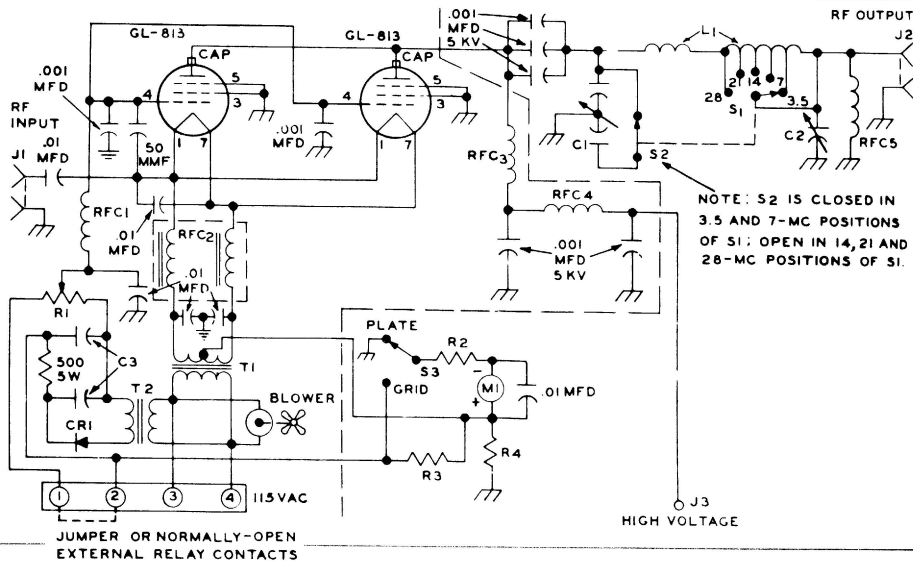 GL-813
GL-813
.001
MFD
5 KV
L1
RF OUTPUT
J2
CAP
CAP
5
4
3
1
7
5
4
3
1
7
.001
MFD
RF
INPUT
.01
MFD
J1
50
MMF
.001
MFD
RFC1
.01
MFD
RFC2
.01
MFD
RFC3
RFC4
.001
MFD
5 KV
C1
S2
28
21
14
7
3.5
S1
C2
RFC5
NOTE: S2 IS CLOSED IN
3.5 AND 7-MC POSITIONS
OF S1; OPEN IN 14, 21 AND
28-MC POSITIONS OF S1.
R1
C3
500
5W
T2
CR1
T1
BLOWER
PLATE
S3
GRID
R2
-
M1
+
.01 MFD
R3
R4
1
2
3
4
115VAC
J3
HIGH VOLTAGE
JUMPER OR NORMALLY-OPEN
EXTERNAL RELAY CONTACTS